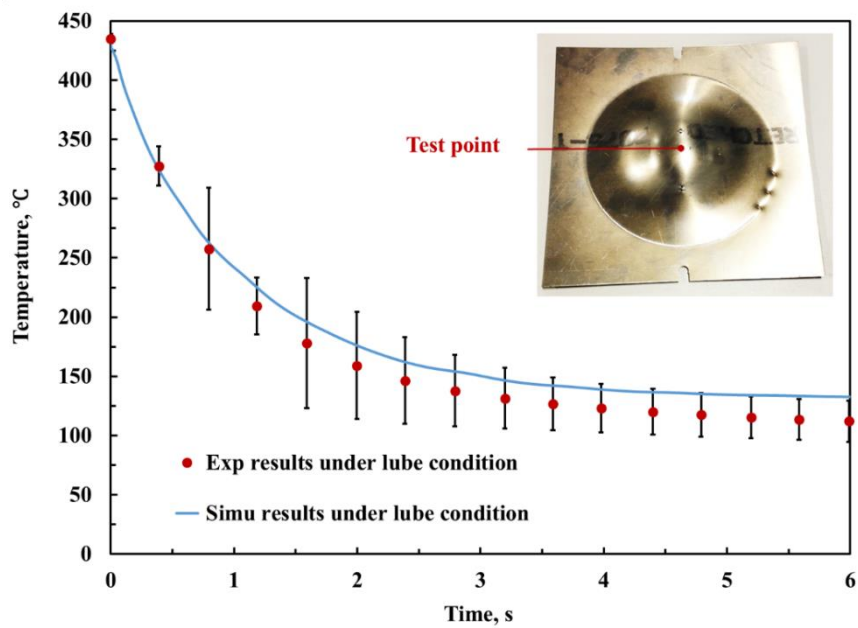 450
400
350
300
250
200
150
100
50
0
Temperature, ℃
Test point
Exp results under lube condition
Simu results under lube condition
0 1 2 3 4 5 6
Time, s